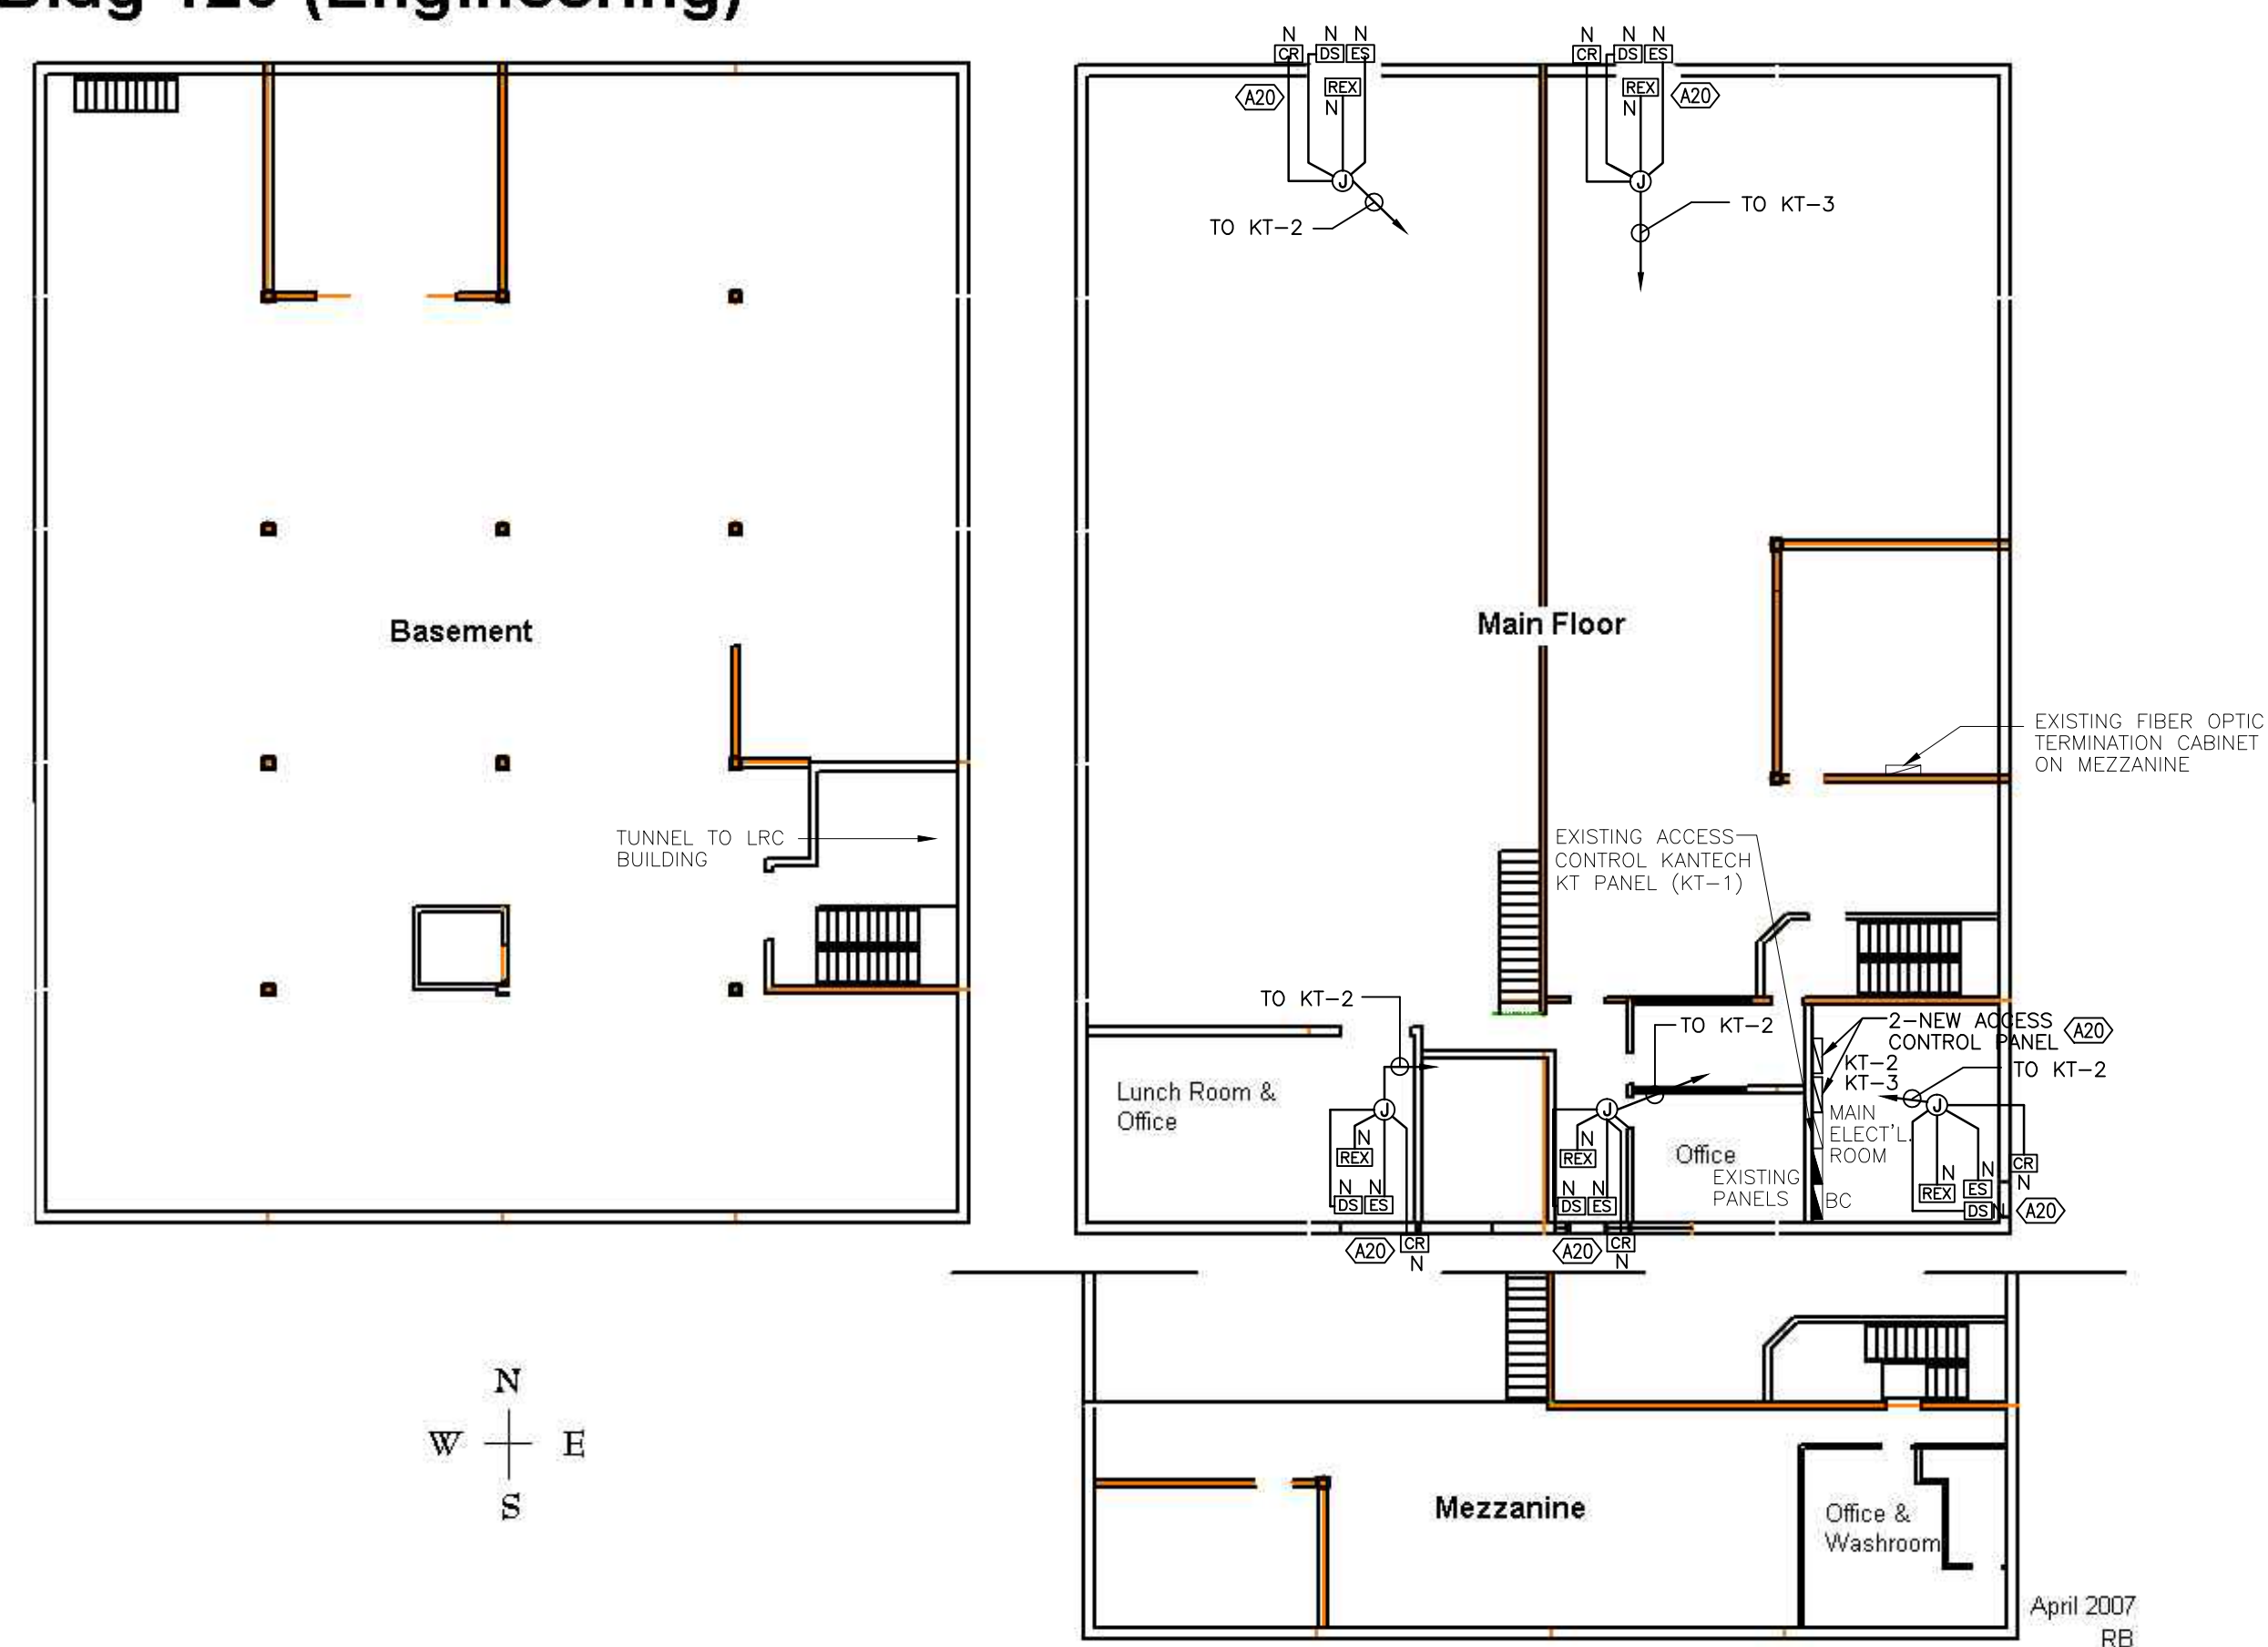 (Engineering)
N N N
CR DS ES
REX
N
A20
J
TO KT-2
N N N
CR DS ES
REX
N
A20
J
TO KT-3
Basement
Main Floor
EXISTING FIBER OPTIC
TERMINATION CABINET
ON MEZZANINE
TUNNEL TO LRC
BUILDING
EXISTING ACCESS
CONTROL KANTECH
KT PANEL (KT-1)
TO KT-2
TO KT-2
2-NEW ACCESS
CONTROL PANEL
A20
KT-2
KT-3
TO KT-2
Lunch Room &
Office
J
N
REX
N N
DS ES
A20
CR
N
J
N
REX
N N
DS ES
A20
CR
N
Office
EXISTING
PANELS
MAIN
ELECT'L.
ROOM
BC
J
N
REX
N
ES
DS
N
CR
N
A20
N
W E
S
Mezzanine
Office &
Washroom
April 2007
RB